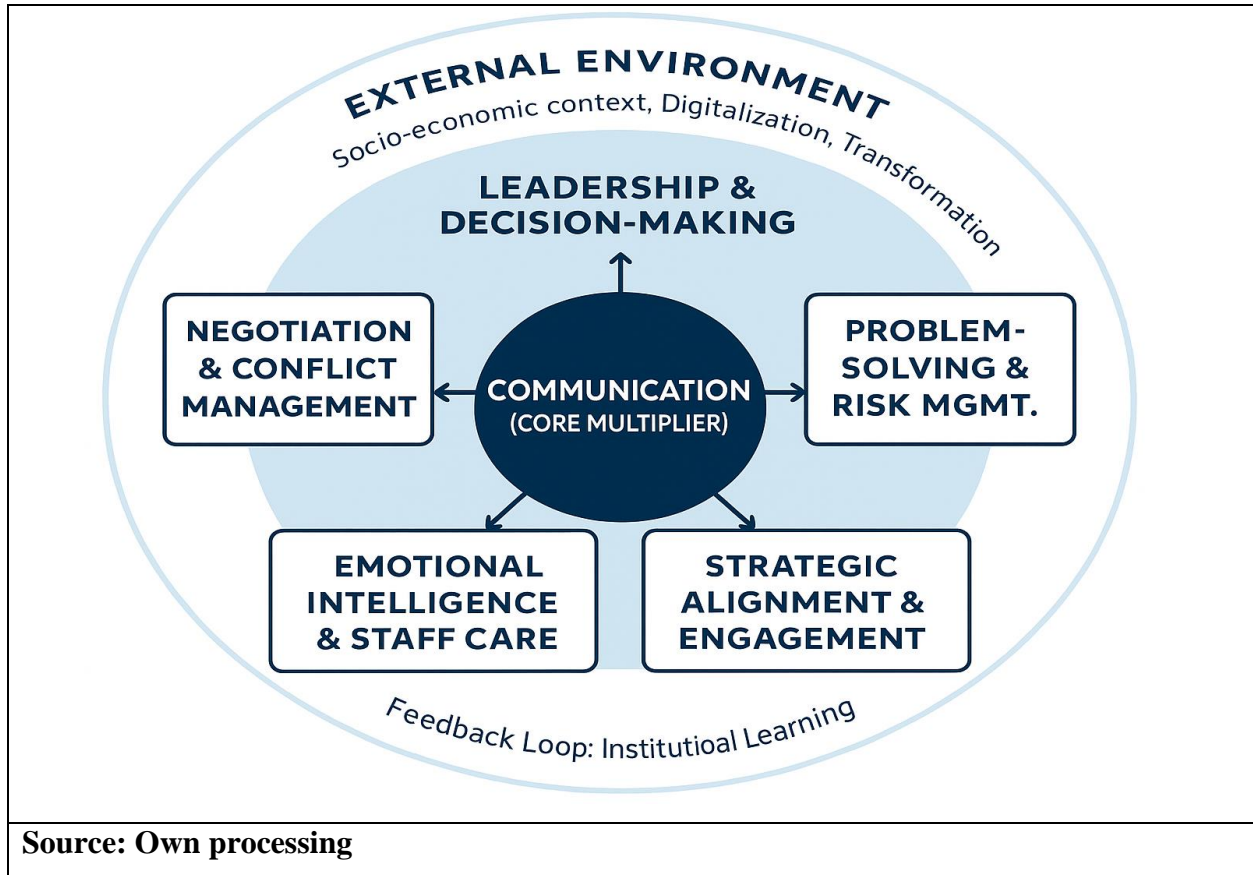 EXTERNAL ENVIRONMENT
Socio-economic context, Digitalization, Transformation
LEADERSHIP &
DECISION-MAKING
NEGOTIATION
& CONFLICT
MANAGEMENT
COMMUNICATION
(CORE MULTIPLIER)
PROBLEM-
SOLVING &
RISK MGMT.
EMOTIONAL
INTELLIGENCE
& STAFF CARE
STRATEGIC
ALIGNMENT &
ENGAGEMENT
Feedback Loop: Institutioal Learning
Source: Own processing